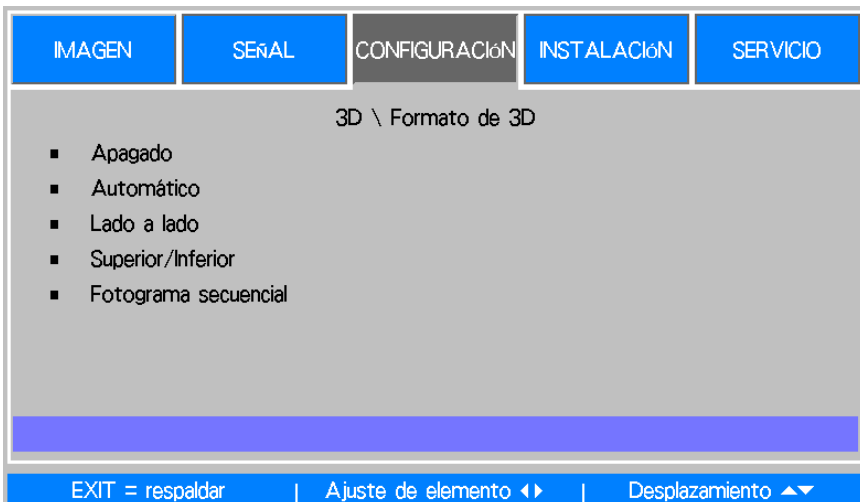 IMAGEN SEñAL CONFIGURACIóN INSTALACIóN SERVICIO
3D \ Formato de 3D
▪ Apagado
▪ Automático
▪ Lado a lado
▪ Superior/Inferior
▪ Fotograma secuencial
EXIT = respaldar | Ajuste de elemento ◂▸ | Desplazamiento ▲▼